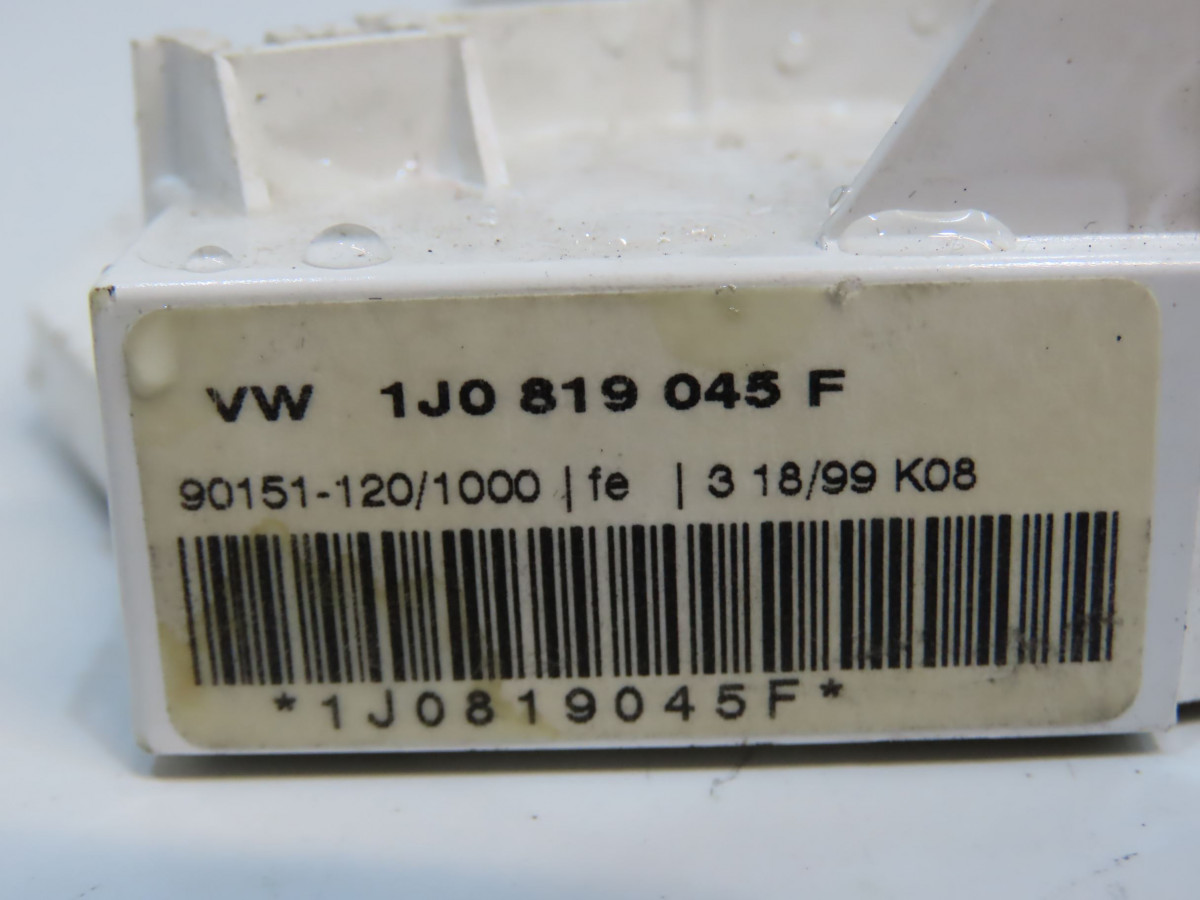 VW 1J0 819 045 F
90151-120/1000 | fe | 3 18/99 K08
*1J0819045F*